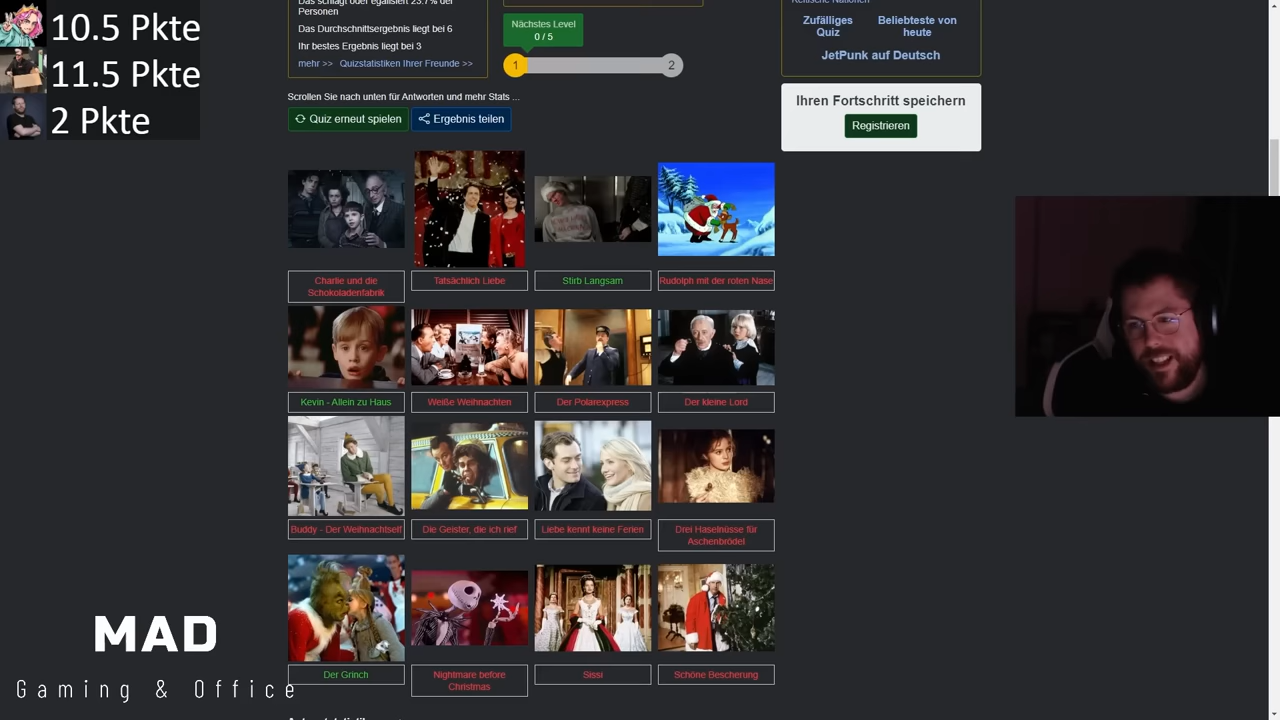 10.5 Pkte
11.5 Pkte
2 Pkte
Das schlägt oder egalisiert 23.7% der
Personen
Das Durchschnittsergebnis liegt bei 6
Ihr bestes Ergebnis liegt bei 3
mehr >> Quizstatistiken Ihrer Freunde >>
Nächstes Level
0 / 5
1 2
Zufälliges
Quiz
Beliebteste von
heute
JetPunk auf Deutsch
Ihren Fortschritt speichern
Registrieren
Scrollen Sie nach unten für Antworten und mehr Stats ...
Quiz erneut spielen
Ergebnis teilen
Charlie und die
Schokoladenfabrik
Tatsächlich Liebe
Stirb Langsam
Rudolph mit der roten Nase
Kevin - Allein zu Haus
Weiße Weihnachten
Der Polarexpress
Der kleine Lord
Buddy - Der Weihnachtself
Die Geister, die ich rief
Liebe kennt keine Ferien
Drei Haselnüsse für
Aschenbrödel
Der Grinch
Nightmare before
Christmas
Sissi
Schöne Bescherung
MAD
Gaming & Office